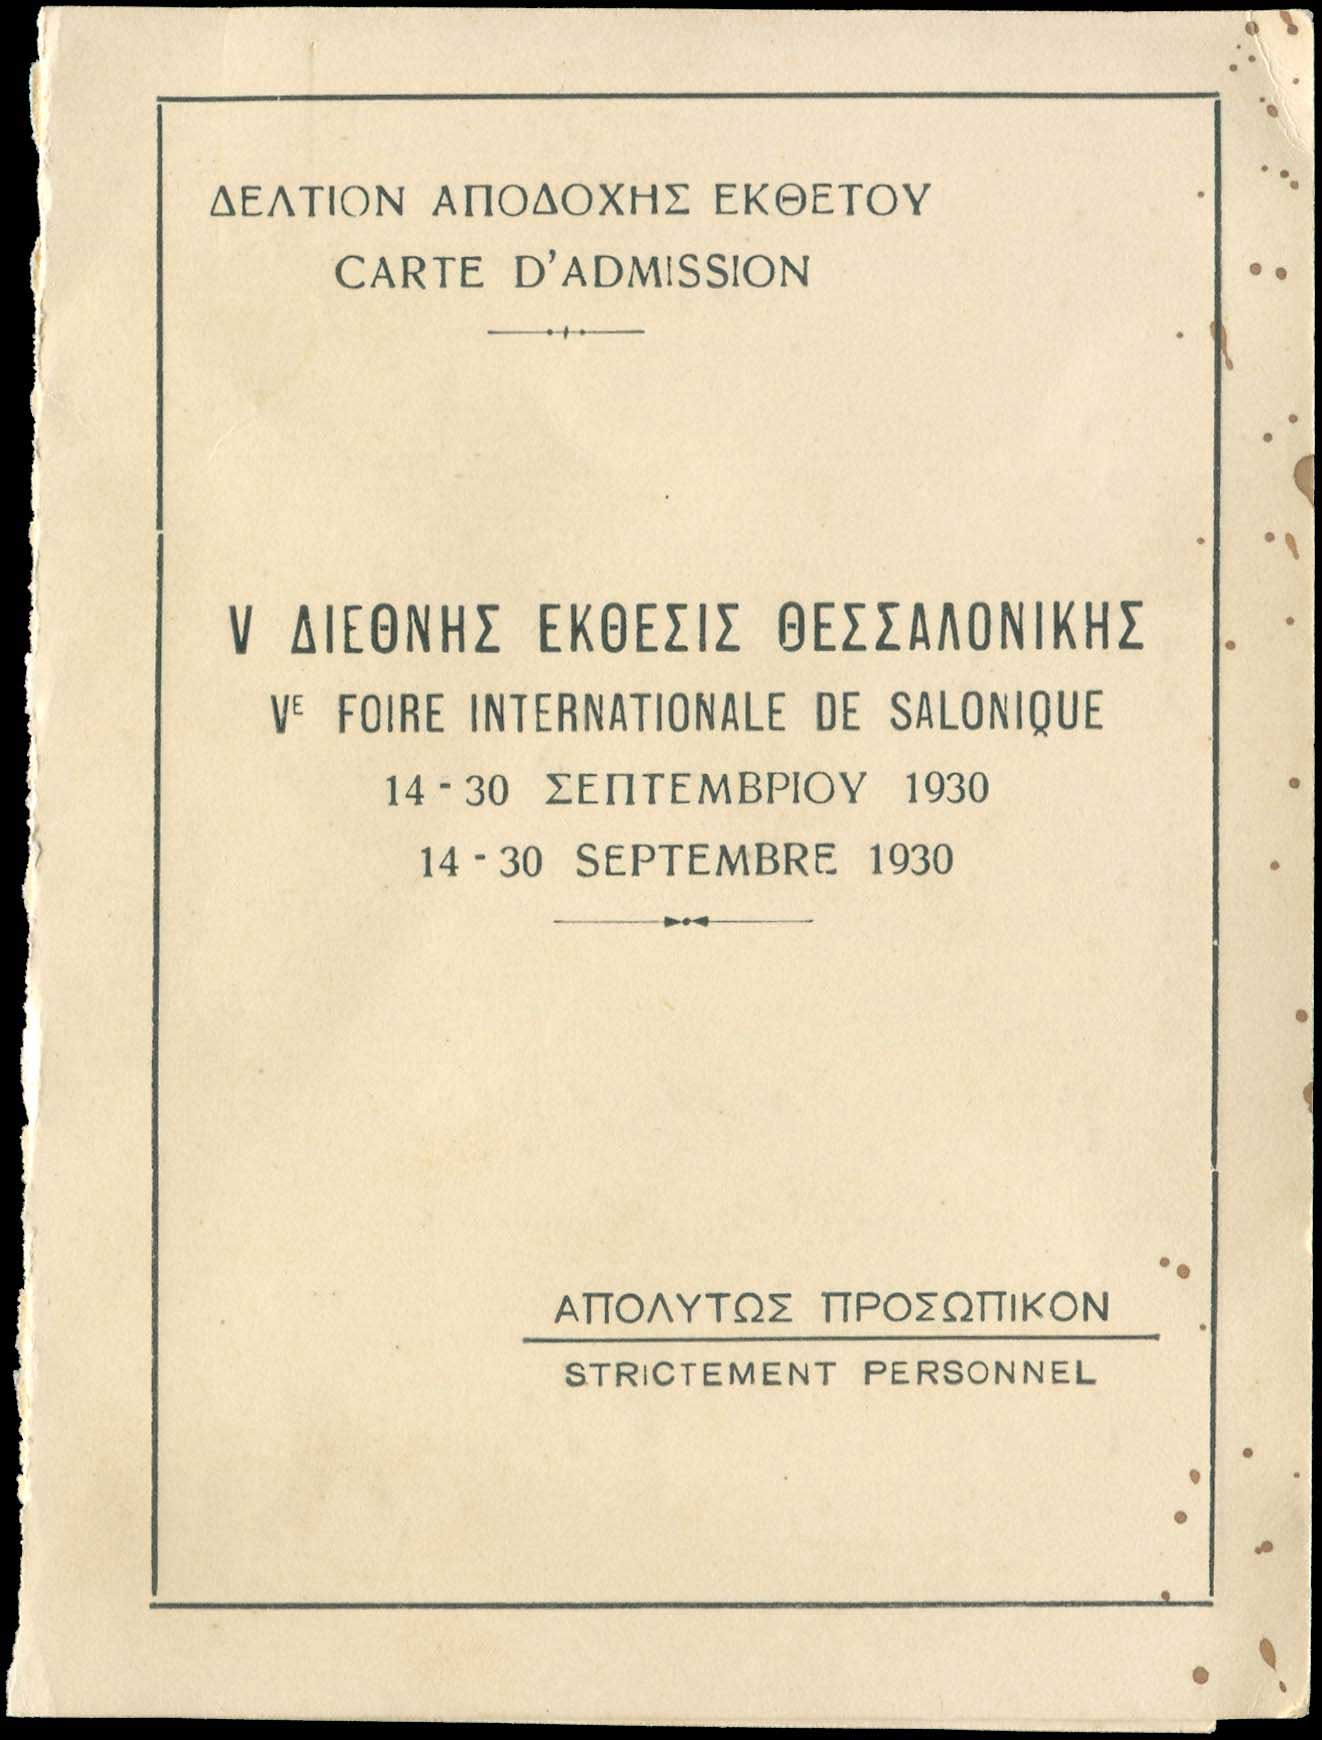 ΔΕΛΤΙΟΝ ΑΠΟΔΟΧΗΣ ΕΚΘΕΤΟΥ
CARTE D'ADMISSION
V ΔΙΕΘΝΗΣ ΕΚΘΕΣΙΣ ΘΕΣΣΑΛΟΝΙΚΗΣ
VE FOIRE INTERNATIONALE DE SALONIQUE
14 - 30 ΣΕΠΤΕΜΒΡΙΟΥ 1930
14 - 30 SEPTEMBRE 1930
ΑΠΟΛΥΤΩΣ ΠΡΟΣΩΠΙΚΟΝ
STRICTEMENT PERSONNEL